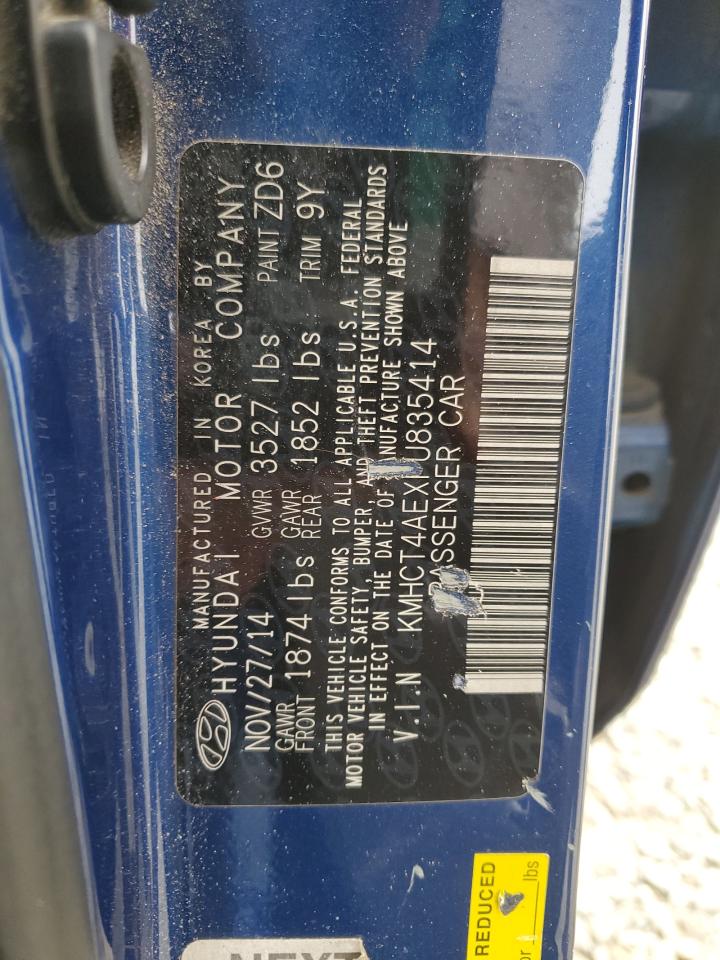 MANUFACTURED IN KOREA BY
HYUNDAI MOTOR COMPANY
NOV/27/14 GVWR 3527 lbs PAINT ZD6
GAWR FRONT 1874 lbs GAWR REAR 1852 lbs TRIM 9Y
THIS VEHICLE CONFORMS TO ALL APPLICABLE U.S.A. FEDERAL
MOTOR VEHICLE SAFETY, BUMPER, AND THEFT PREVENTION STANDARDS
IN EFFECT ON THE DATE OF MANUFACTURE SHOWN ABOVE
V.I.N KMHCT4AEXFU835414
PASSENGER CAR
REDUCED
lbs
NEXT